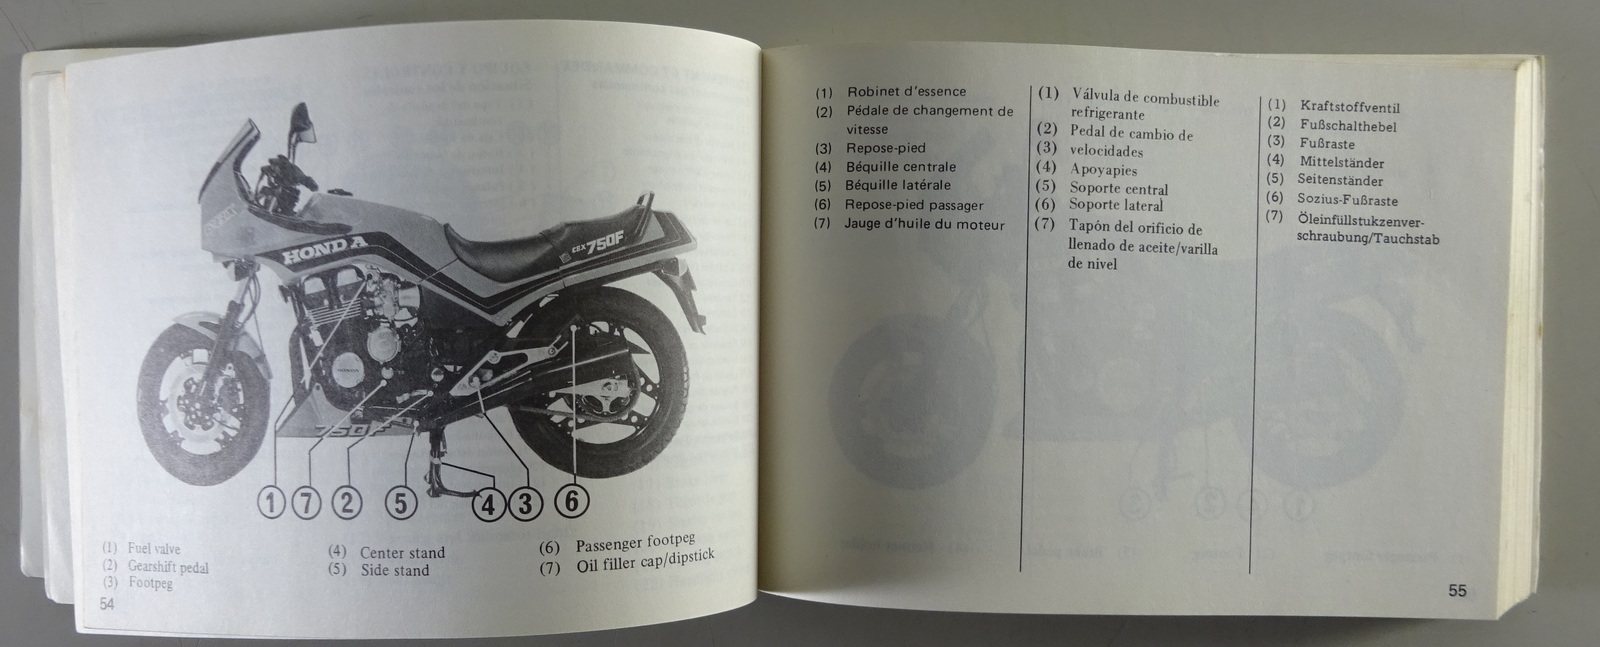 HONDA
CBX 750F
HONDA
750F
1 7 2 5 4 3 6
(1) Fuel valve
(2) Gearshift pedal
(3) Footpeg
(4) Center stand
(5) Side stand
(6) Passenger footpeg
(7) Oil filler cap/dipstick
54
(1) Robinet d'essence
(2) Pédale de changement de
vitesse
(3) Repose-pied
(4) Béquille centrale
(5) Béquille latérale
(6) Repose-pied passager
(7) Jauge d'huile du moteur
(1) Válvula de combustible
refrigerante
(2) Pedal de cambio de
(3) velocidades
(4) Apoyapies
(5) Soporte central
(6) Soporte lateral
(7) Tapón del orificio de
llenado de aceite/varilla
de nivel
(1) Kraftstoffventil
(2) Fußschalthebel
(3) Fußraste
(4) Mittelständer
(5) Seitenständer
(6) Sozius-Fußraste
(7) Öleinfüllstukzenver-
schraubung/Tauchstab
55